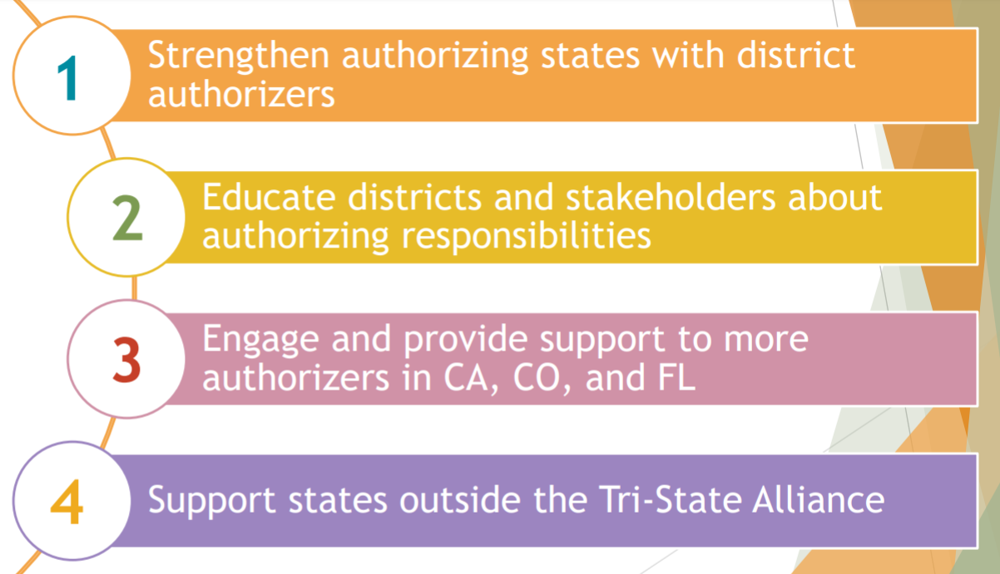 1
Strengthen authorizing states with district
authorizers
2
Educate districts and stakeholders about
authorizing responsibilities
3
Engage and provide support to more
authorizers in CA, CO, and FL
4
Support states outside the Tri-State Alliance